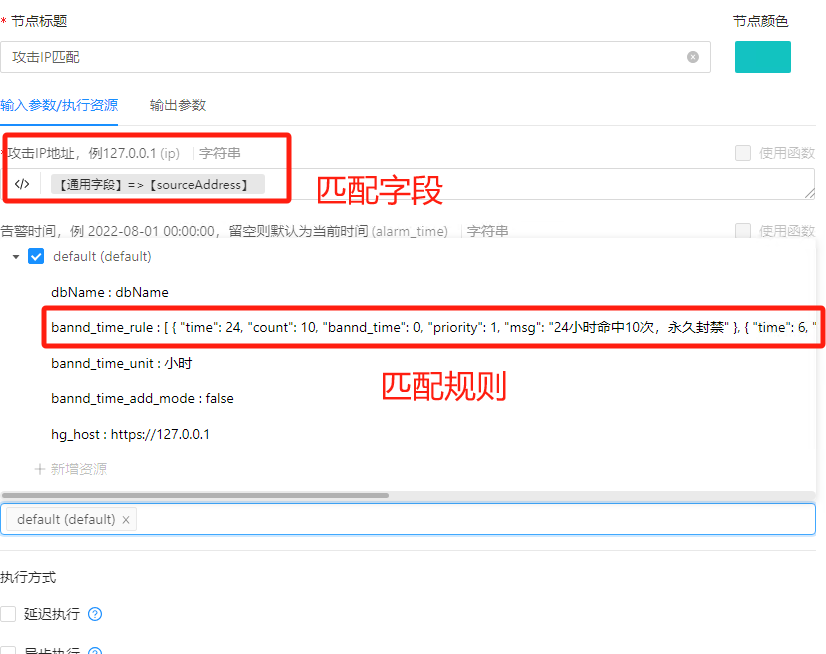 * 节点标题
节点颜色
攻击IP匹配
输入参数/执行资源 输出参数
*攻击IP地址，例127.0.0.1 (ip) 字符串
使用函数
</> 【通用字段】=>【sourceAddress】
匹配字段
告警时间，例 2022-08-01 00:00:00，留空则默认为当前时间 (alarm_time) 字符串
使用函数
default (default)
dbName : dbName
bannd_time_rule : [ { "time": 24, "count": 10, "bannd_time": 0, "priority": 1, "msg": "24小时命中10次，永久封禁" }, { "time": 6, "
bannd_time_unit : 小时
匹配规则
bannd_time_add_mode : false
hg_host : https://127.0.0.1
+ 新增资源
default (default) ×
执行方式
延迟执行 ?
异步执行